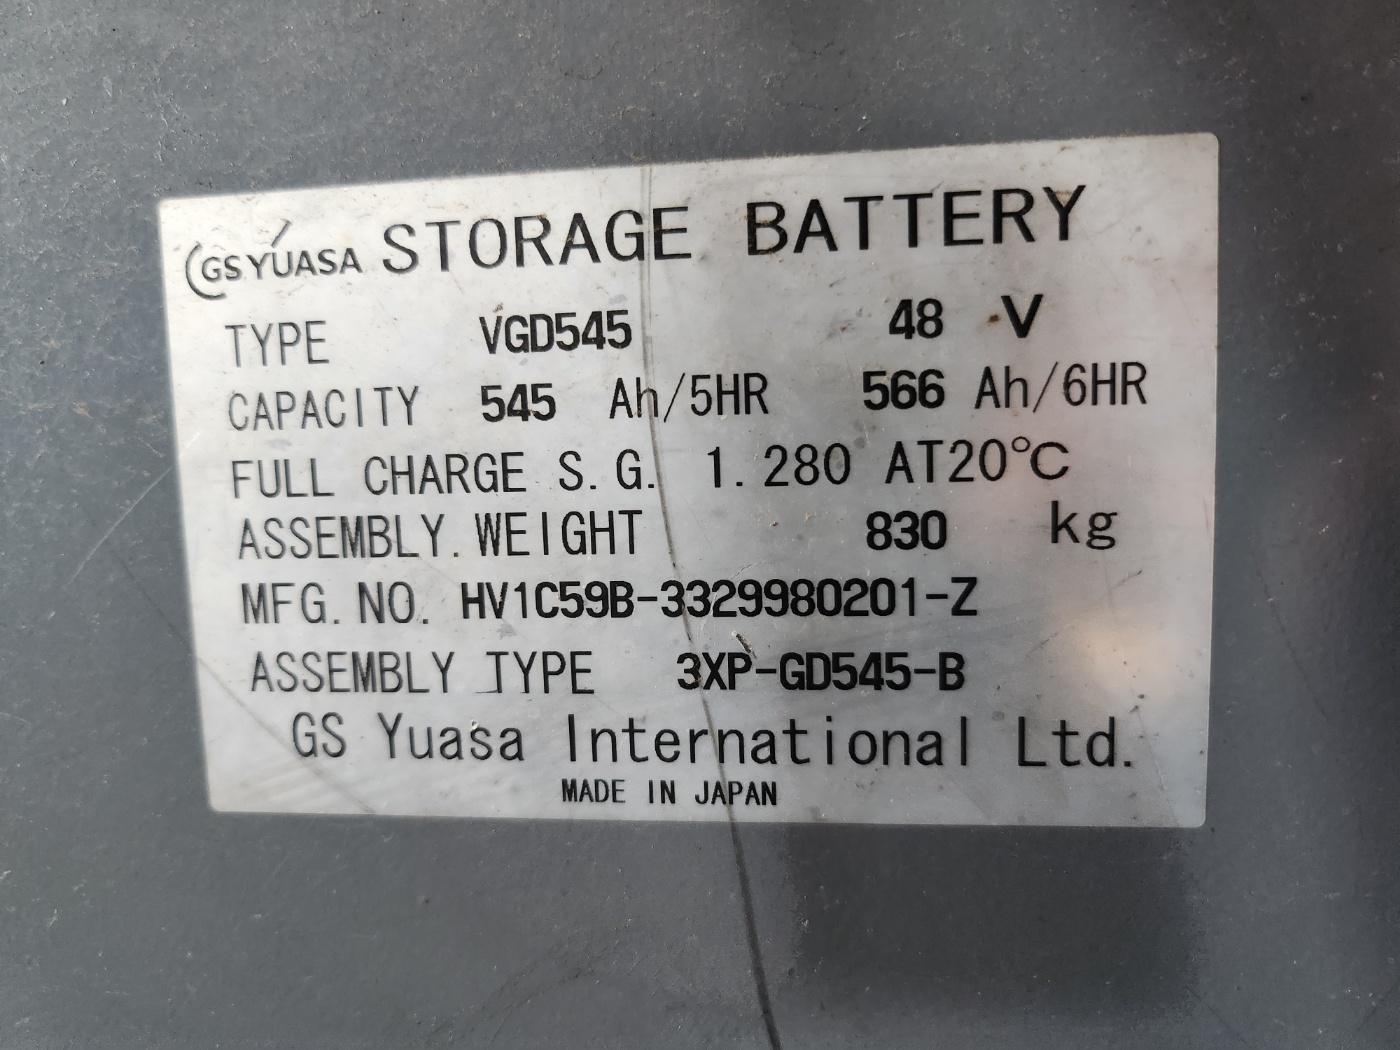 GS YUASA STORAGE BATTERY
TYPE VGD545 48 V
CAPACITY 545 Ah/5HR 566 Ah/6HR
FULL CHARGE S.G. 1.280 AT20℃
ASSEMBLY.WEIGHT 830 kg
MFG.NO. HV1C59B-3329980201-Z
ASSEMBLY TYPE 3XP-GD545-B
GS Yuasa International Ltd.
MADE IN JAPAN